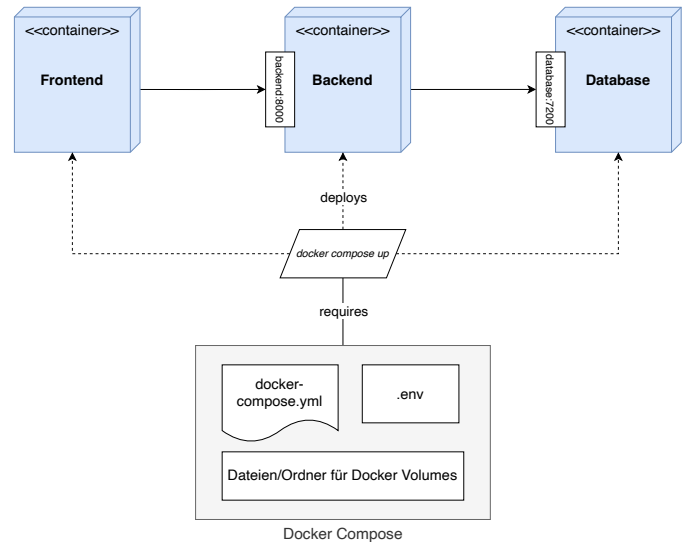 <<container>>
Frontend
<<container>>
Backend
backend:8000
<<container>>
Database
database:7200
deploys
docker compose up
requires
docker-
compose.yml
.env
Dateien/Ordner für Docker Volumes
Docker Compose